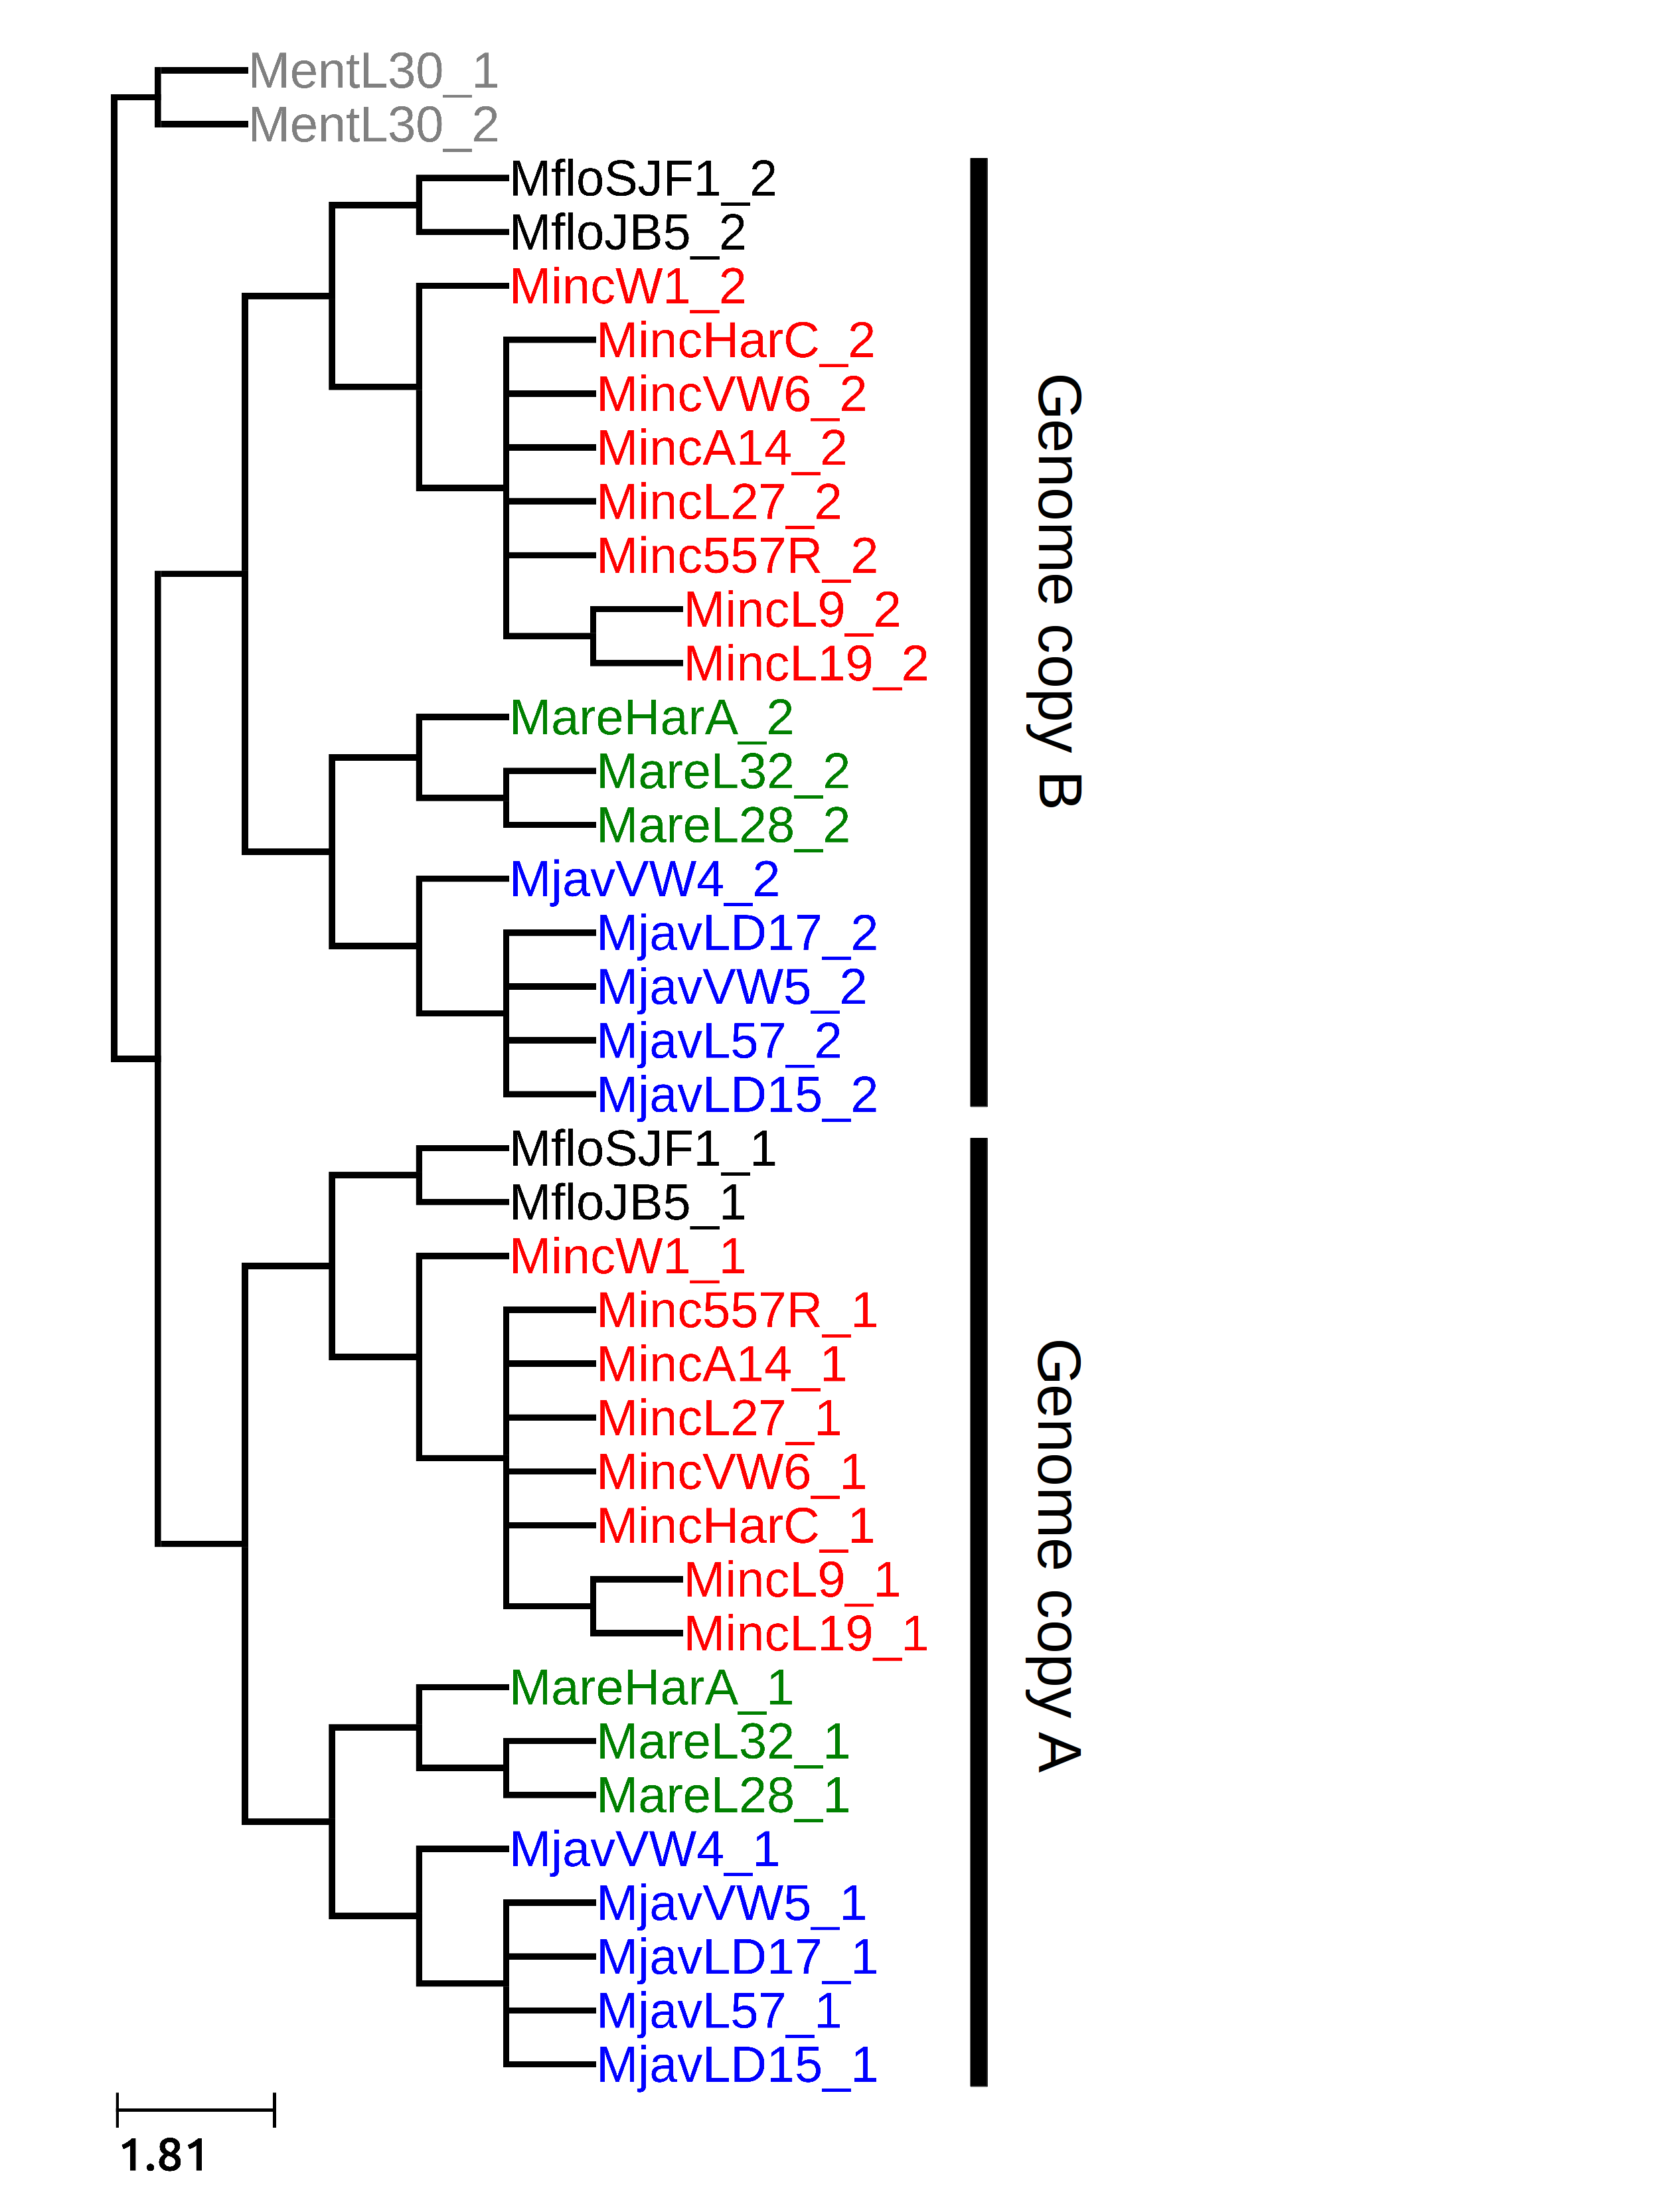 MentL30_1
MentL30_2
MfloSJF1_2
MfloJB5_2
MincW1_2
MincHarC_2
MincVW6_2
MincA14_2
MincL27_2
Minc557R_2
MincL9_2
MincL19_2
MareHarA_2
MareL32_2
MareL28_2
MjavVW4_2
MjavLD17_2
MjavVW5_2
MjavL57_2
MjavLD15_2
Genome copy B
MfloSJF1_1
MfloJB5_1
MincW1_1
Minc557R_1
MincA14_1
MincL27_1
MincVW6_1
MincHarC_1
MincL9_1
MincL19_1
MareHarA_1
MareL32_1
MareL28_1
MjavVW4_1
MjavVW5_1
MjavLD17_1
MjavL57_1
MjavLD15_1
Genome copy A
1.81